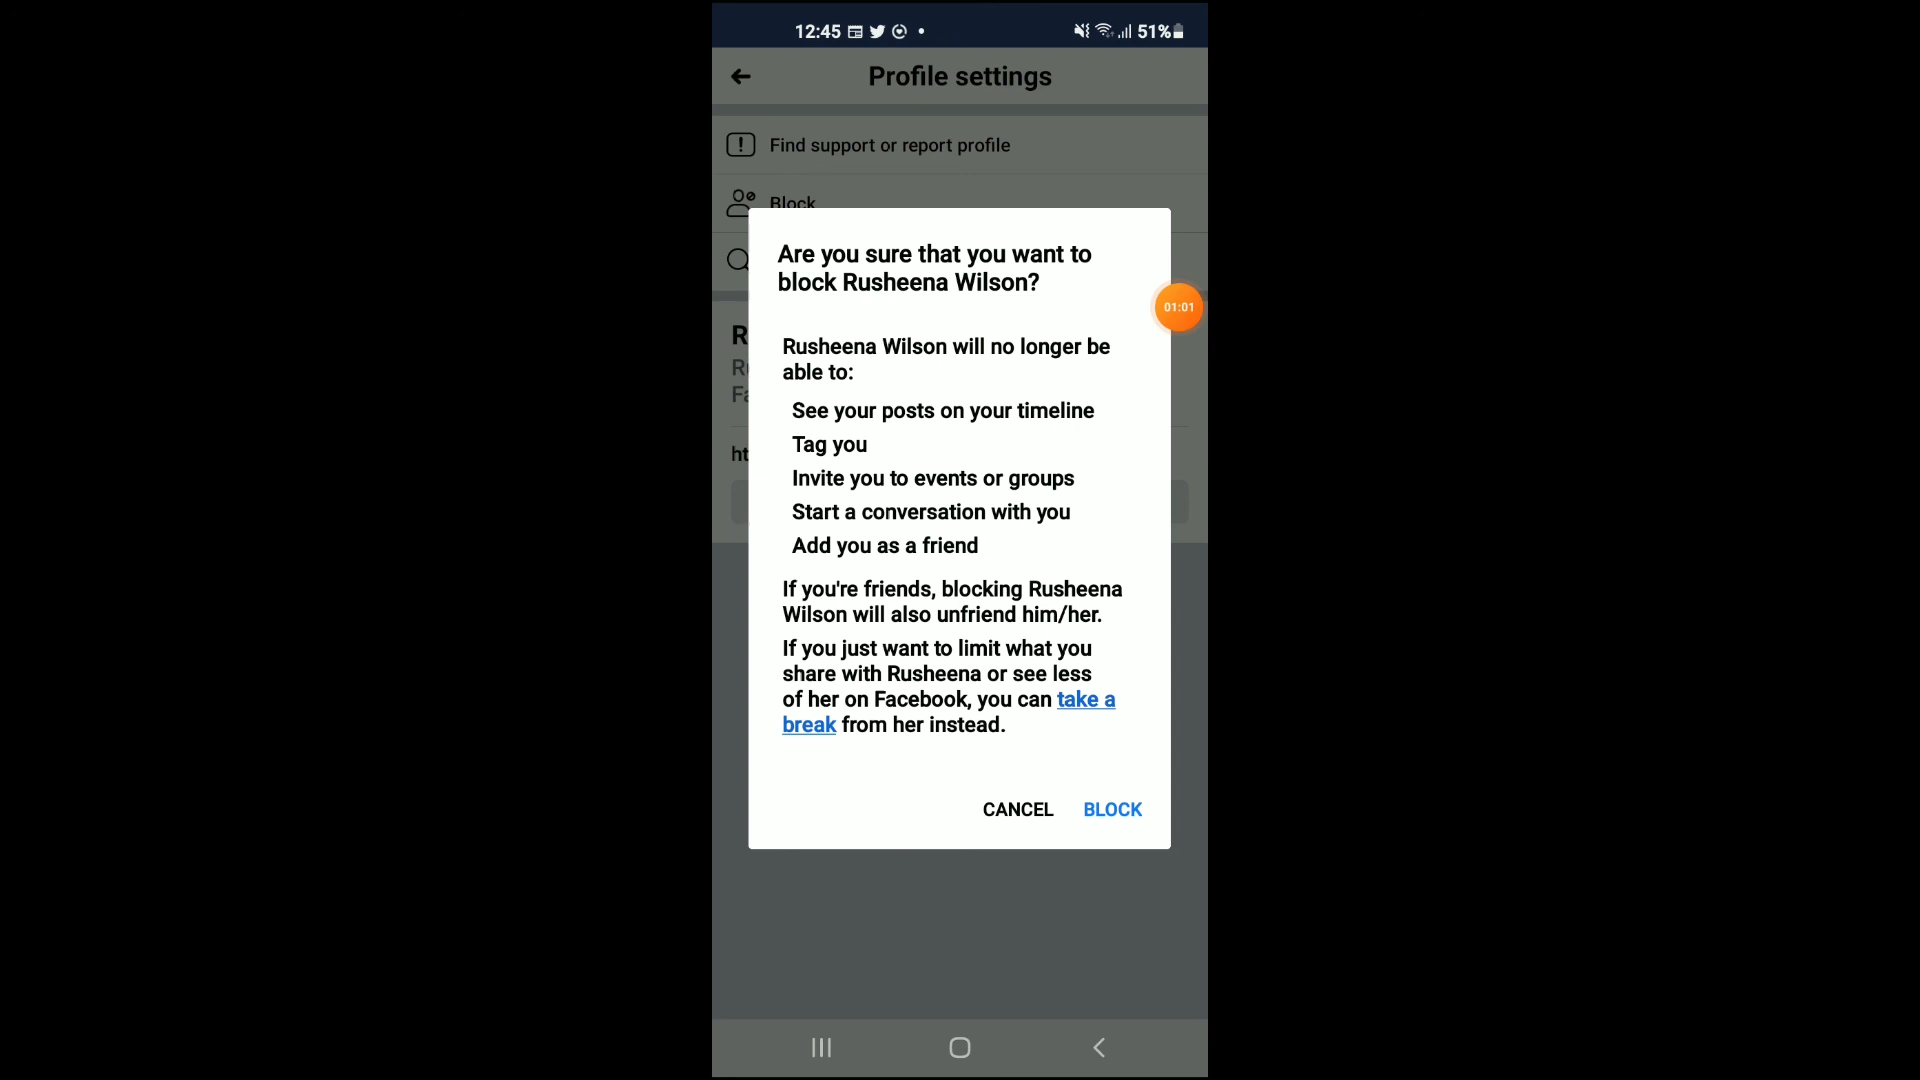 12:45
51%
Profile settings
Find support or report profile
Block
Are you sure that you want to
block Rusheena Wilson?
01:01
Rusheena Wilson will no longer be
able to:
See your posts on your timeline
Tag you
Invite you to events or groups
Start a conversation with you
Add you as a friend
If you're friends, blocking Rusheena
Wilson will also unfriend him/her.
If you just want to limit what you
share with Rusheena or see less
of her on Facebook, you can take a
break from her instead.
CANCEL BLOCK